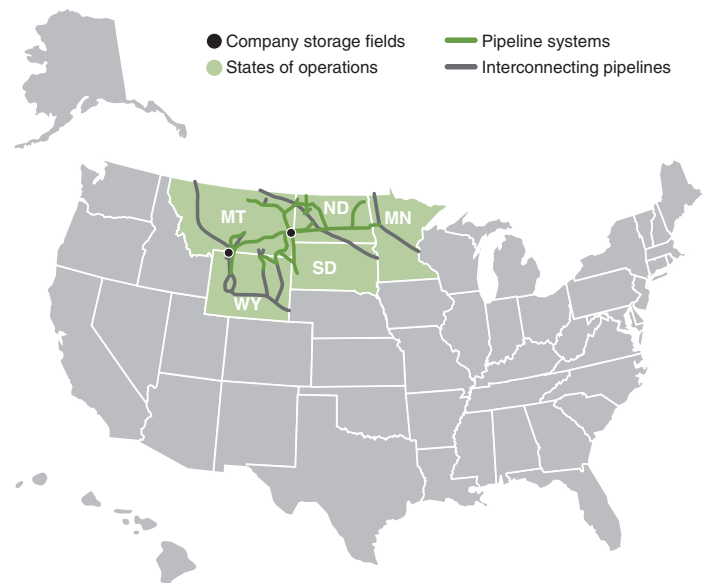 Company storage fields
Pipeline systems
States of operations
Interconnecting pipelines
MT
ND
MN
SD
WY